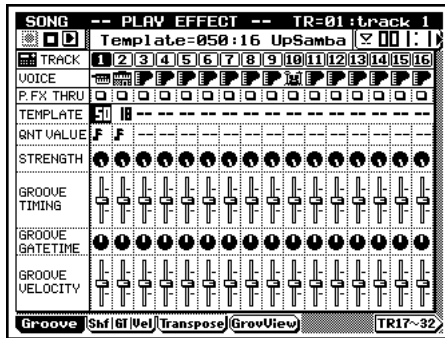 SONG -- PLAY EFFECT -- TR=01:track 1
Template=050:16 UpSamba
TRACK 1 2 3 4 5 6 7 8 9 10 11 12 13 14 15 16
VOICE
P.FX THRU
TEMPLATE 50 18 -- -- -- -- -- -- -- -- -- -- -- -- -- --
QNT VALUE -- -- -- -- -- -- -- -- -- -- -- -- -- --
STRENGTH
GROOVE
TIMING
GROOVE
GATETIME
GROOVE
VELOCITY
Groove Shf|GT|Vel Transpose GrovView TR17~32